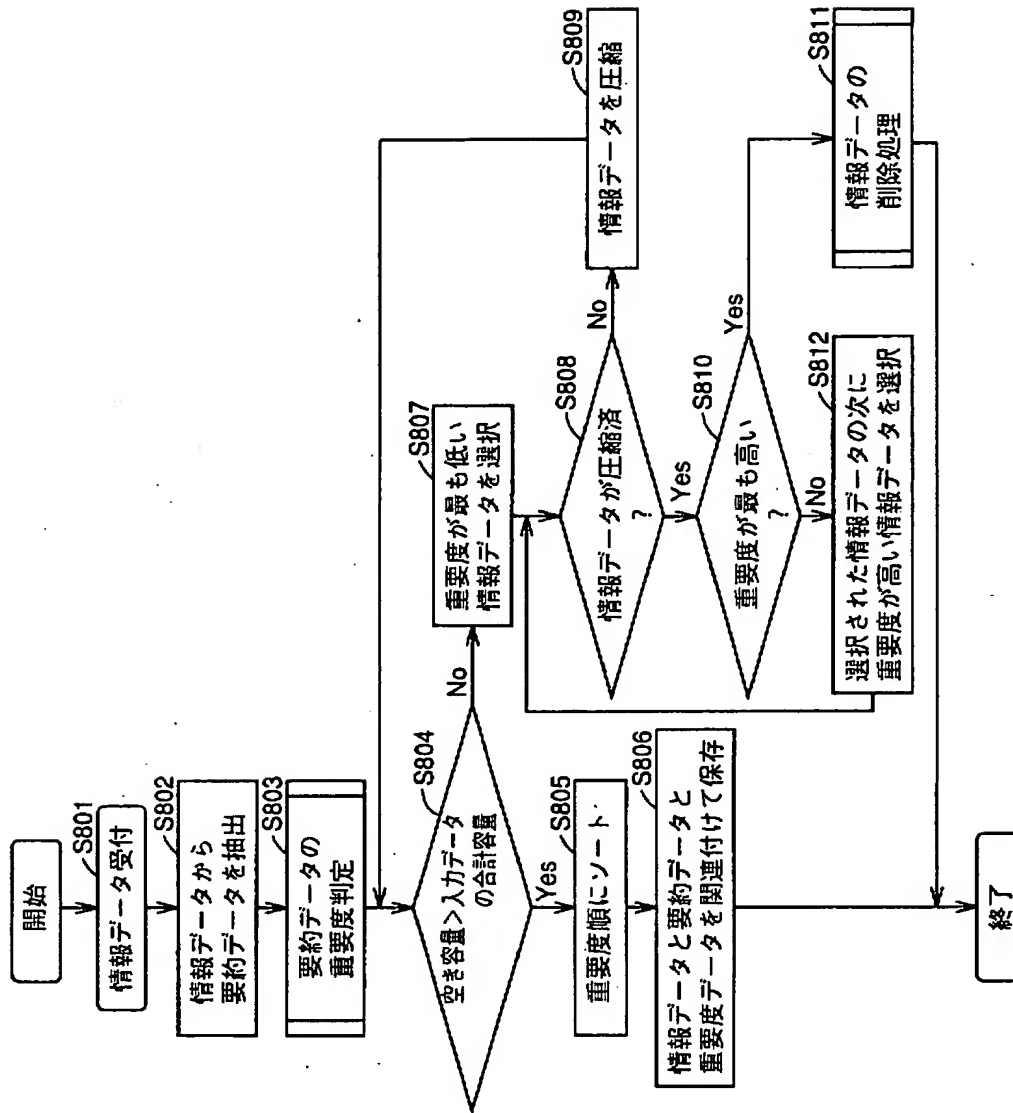 開始
S801
情報データ受付
S802
情報データから
要約データを抽出
S803
要約データの
重要度判定
S804
空き容量>入力データ
の合計容量
No
Yes
S805
重要度順にソート
S806
情報データと要約データと
重要度データを関連付けて保存
S807
重要度が最も低い
情報データを選択
S808
情報データが圧縮済
?
No
Yes
S809
情報データを圧縮
S810
重要度が最も高い
?
Yes
No
S811
情報データの
削除処理
S812
選択された情報データの次に
重要度が高い情報データを選択
終了